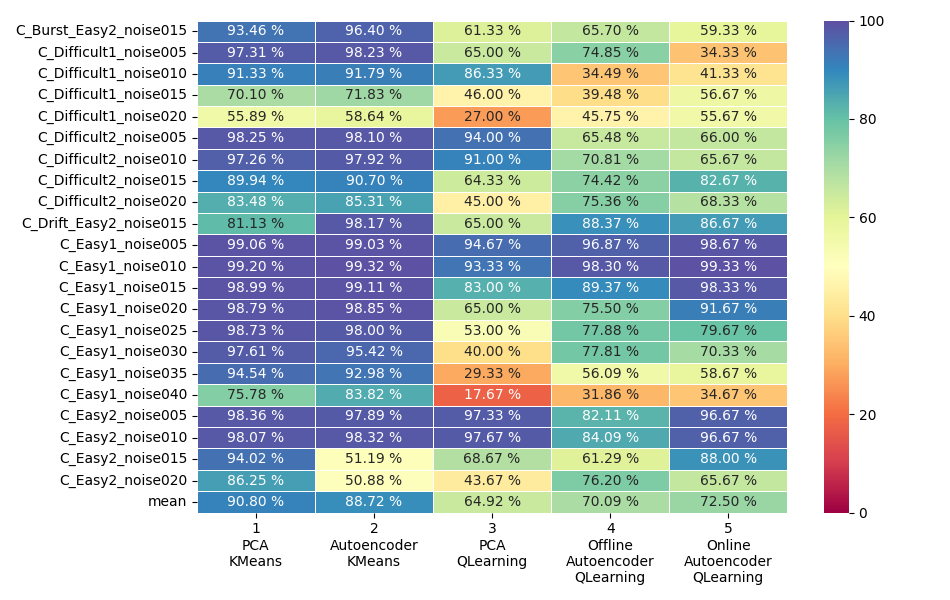 C_Burst_Easy2_noise015 93.46 % 96.40 % 61.33 % 65.70 % 59.33 %
C_Difficult1_noise005 97.31 % 98.23 % 65.00 % 74.85 % 34.33 %
C_Difficult1_noise010 91.33 % 91.79 % 86.33 % 34.49 % 41.33 %
C_Difficult1_noise015 70.10 % 71.83 % 46.00 % 39.48 % 56.67 %
C_Difficult1_noise020 55.89 % 58.64 % 27.00 % 45.75 % 55.67 %
C_Difficult2_noise005 98.25 % 98.10 % 94.00 % 65.48 % 66.00 %
C_Difficult2_noise010 97.26 % 97.92 % 91.00 % 70.81 % 65.67 %
C_Difficult2_noise015 89.94 % 90.70 % 64.33 % 74.42 % 82.67 %
C_Difficult2_noise020 83.48 % 85.31 % 45.00 % 75.36 % 68.33 %
C_Drift_Easy2_noise015 81.13 % 98.17 % 65.00 % 88.37 % 86.67 %
C_Easy1_noise005 99.06 % 99.03 % 94.67 % 96.87 % 98.67 %
C_Easy1_noise010 99.20 % 99.32 % 93.33 % 98.30 % 99.33 %
C_Easy1_noise015 98.99 % 99.11 % 83.00 % 89.37 % 98.33 %
C_Easy1_noise020 98.79 % 98.85 % 65.00 % 75.50 % 91.67 %
C_Easy1_noise025 98.73 % 98.00 % 53.00 % 77.88 % 79.67 %
C_Easy1_noise030 97.61 % 95.42 % 40.00 % 77.81 % 70.33 %
C_Easy1_noise035 94.54 % 92.98 % 29.33 % 56.09 % 58.67 %
C_Easy1_noise040 75.78 % 83.82 % 17.67 % 31.86 % 34.67 %
C_Easy2_noise005 98.36 % 97.89 % 97.33 % 82.11 % 96.67 %
C_Easy2_noise010 98.07 % 98.32 % 97.67 % 84.09 % 96.67 %
C_Easy2_noise015 94.02 % 51.19 % 68.67 % 61.29 % 88.00 %
C_Easy2_noise020 86.25 % 50.88 % 43.67 % 76.20 % 65.67 %
mean 90.80 % 88.72 % 64.92 % 70.09 % 72.50 %
1
PCA
KMeans
2
Autoencoder
KMeans
3
PCA
QLearning
4
Offline
Autoencoder
QLearning
5
Online
Autoencoder
QLearning
100
80
60
40
20
0